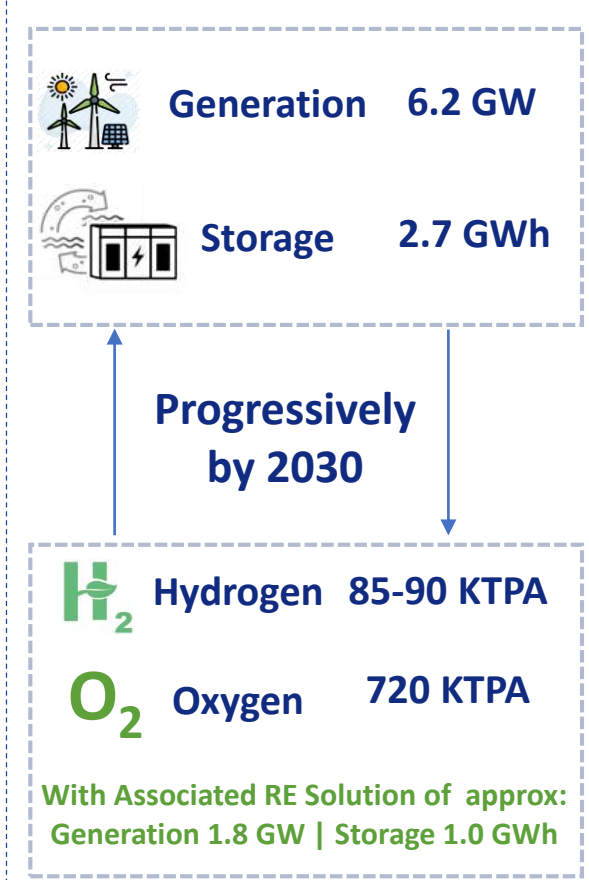 Generation 6.2 GW
Storage 2.7 GWh
Progressively
by 2030
H2 Hydrogen 85-90 KTPA
O2 Oxygen 720 KTPA
With Associated RE Solution of approx:
Generation 1.8 GW | Storage 1.0 GWh